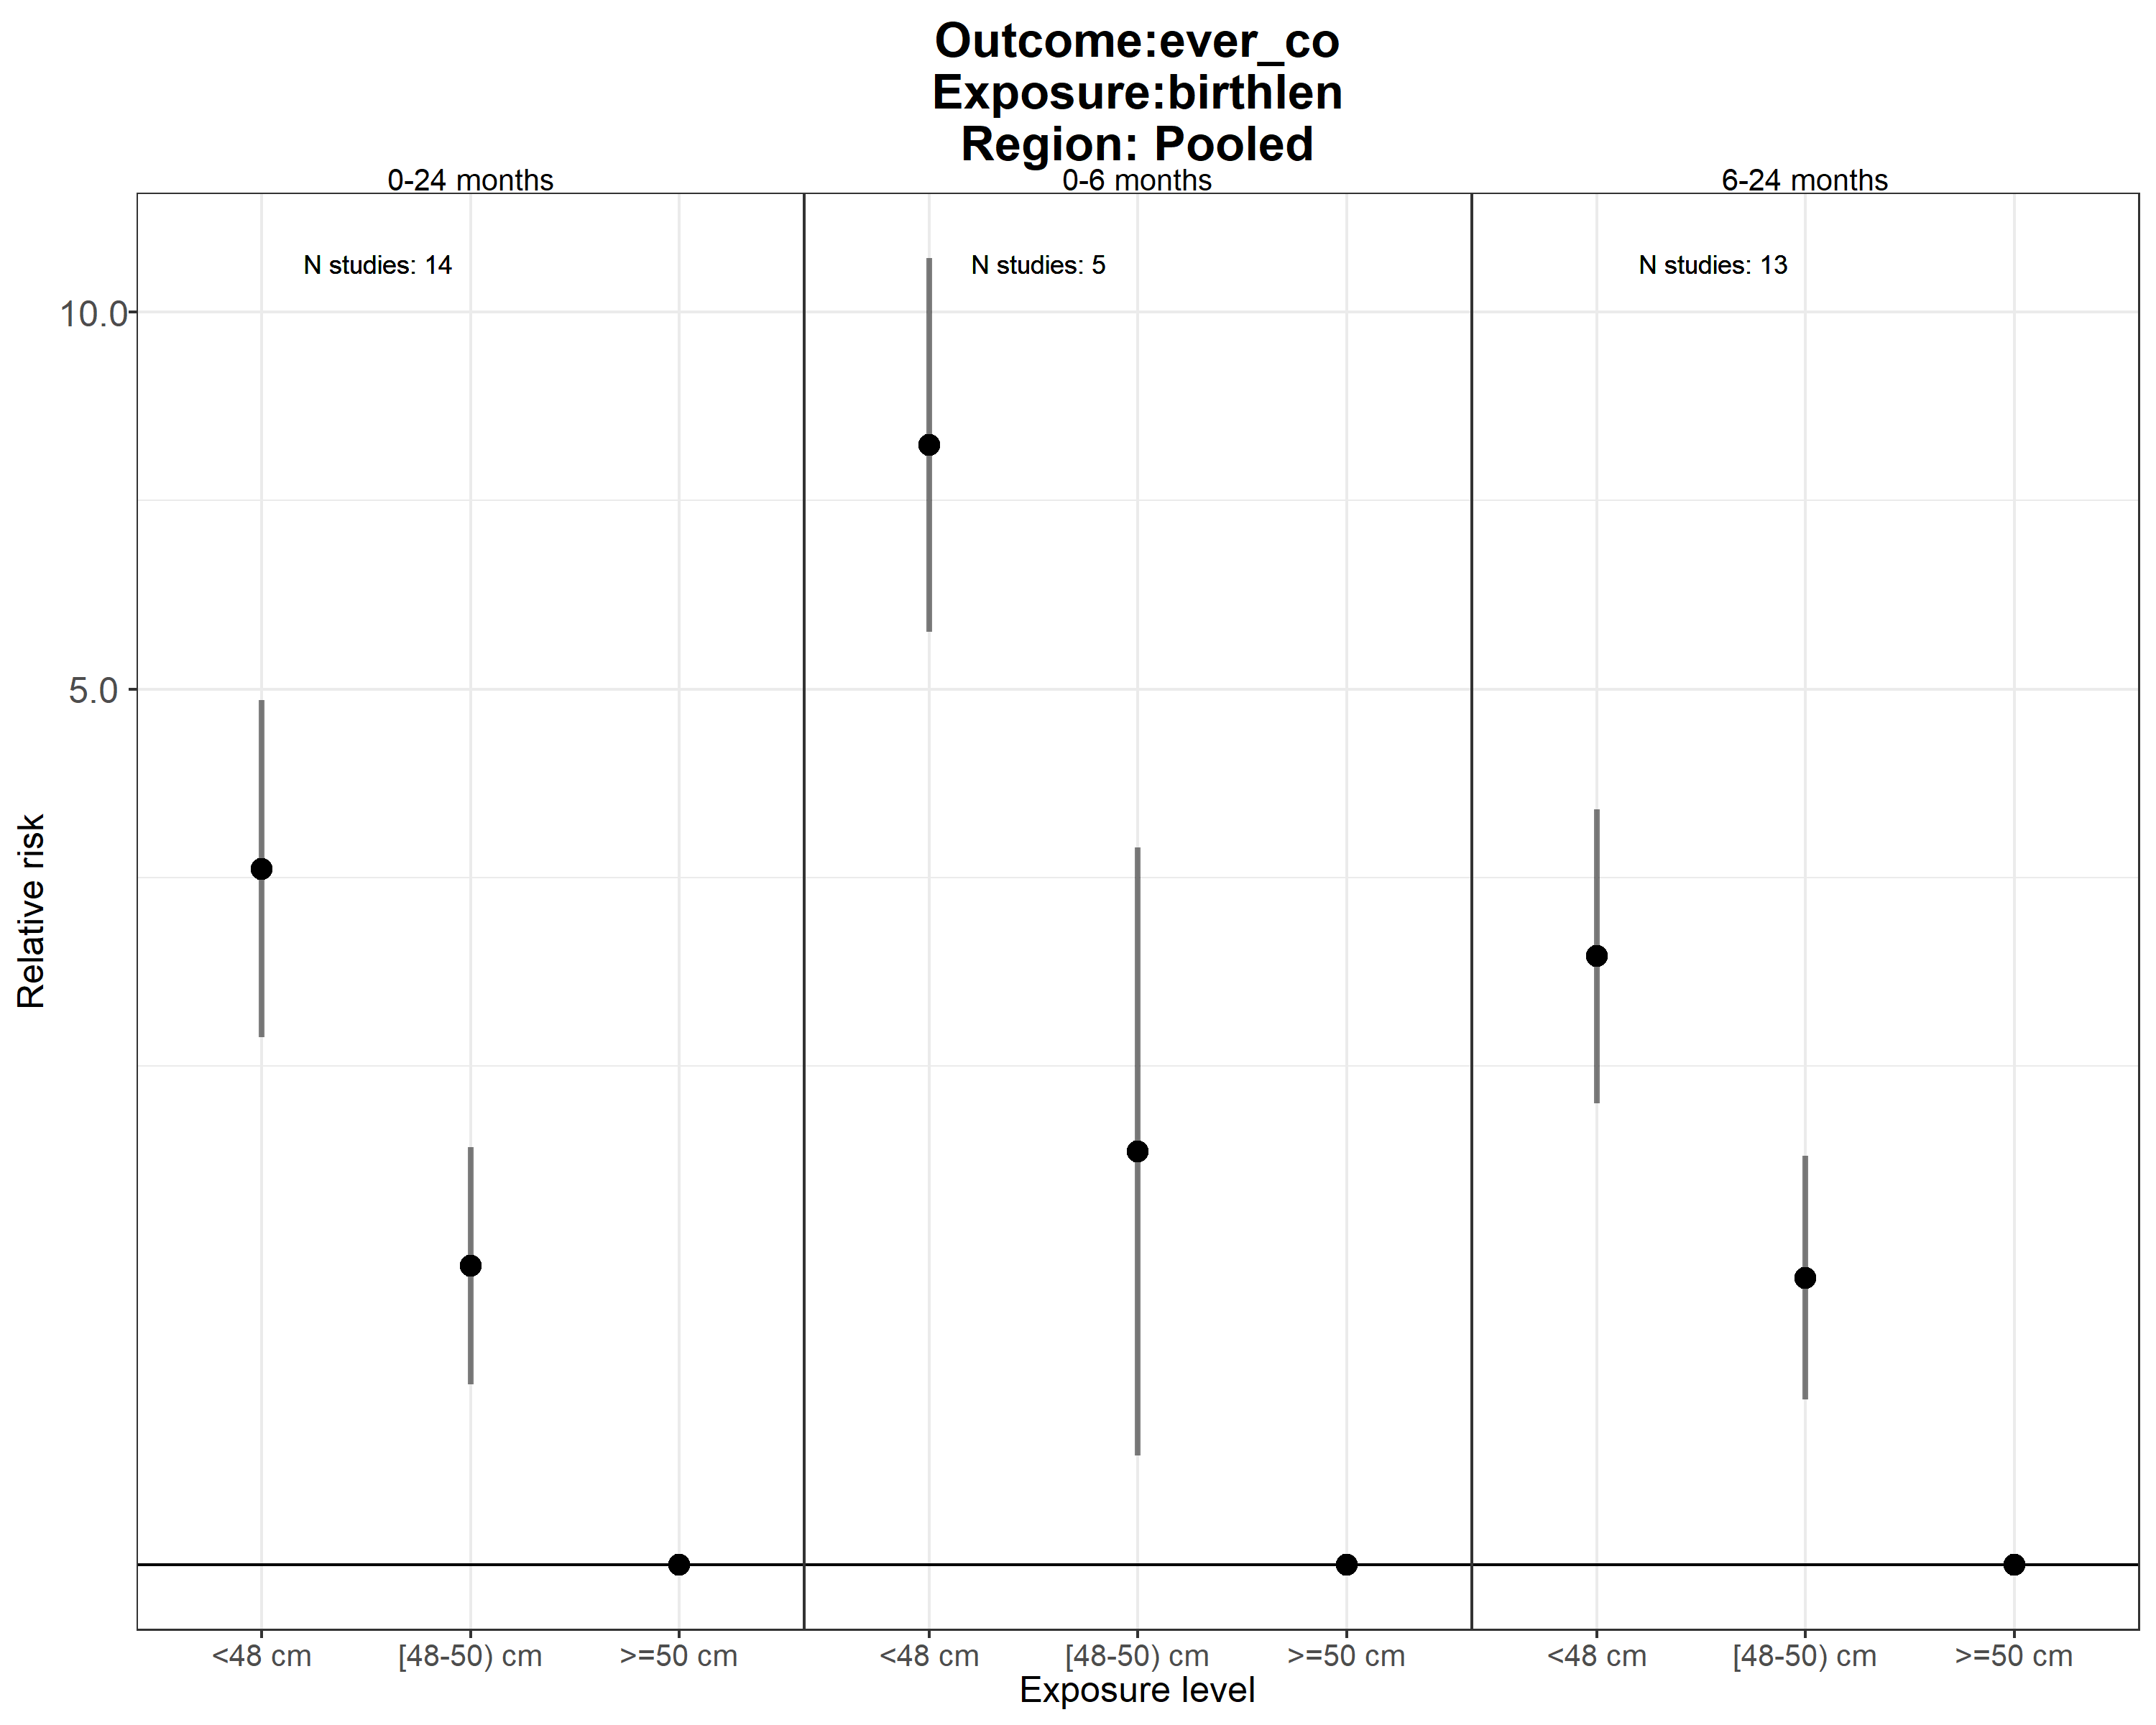 Outcome:ever_co
Exposure:birthlen
Region: Pooled
0-24 months
0-6 months
6-24 months
N studies: 14
N studies: 5
N studies: 13
10.0
5.0
Relative risk
<48 cm
[48-50) cm
>=50 cm
<48 cm
[48-50) cm
>=50 cm
<48 cm
[48-50) cm
>=50 cm
Exposure level